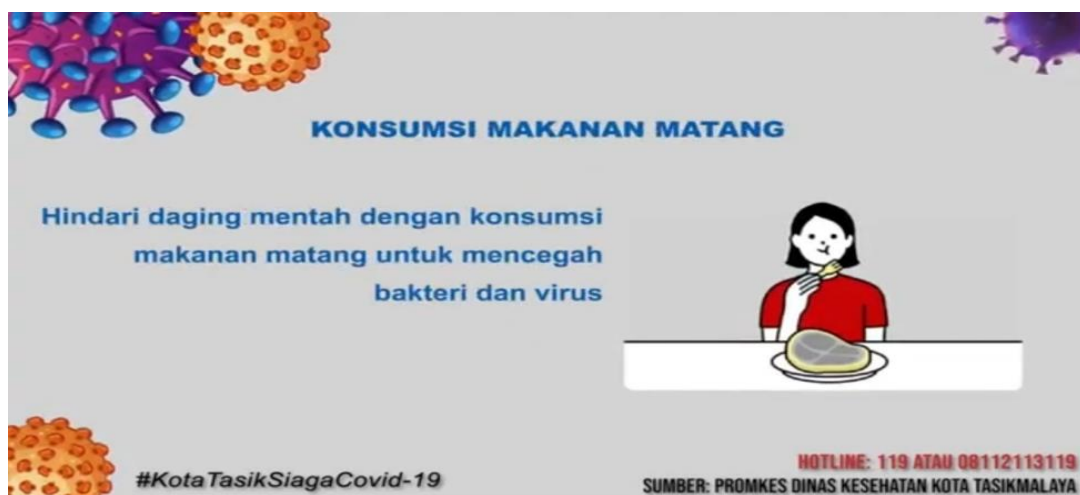 KONSUMSI MAKANAN MATANG
Hindari daging mentah dengan konsumsi
makanan matang untuk mencegah
bakteri dan virus
#KotaTasikSiagaCovid-19
HOTLINE: 119 ATAU 08112113119
SUMBER: PROMKES DINAS KESEHATAN KOTA TASIKMALAYA